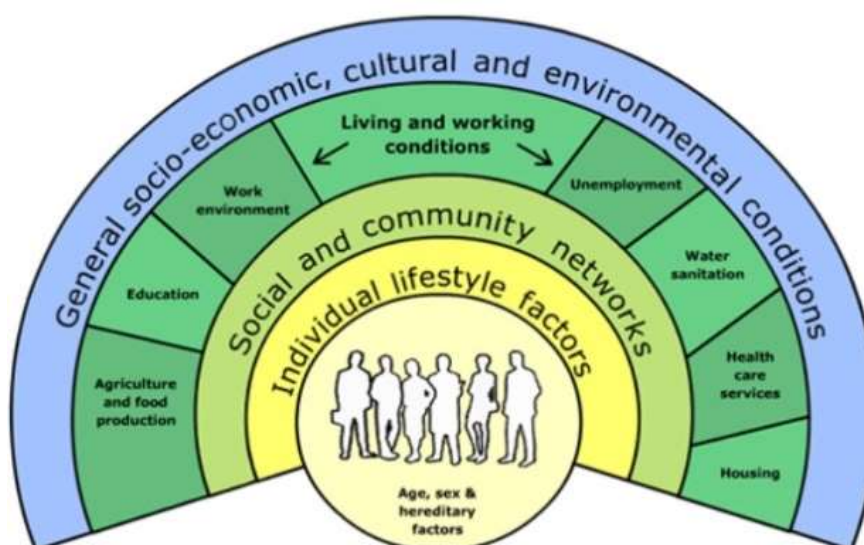 General socio-economic, cultural and environmental conditions
Living and working
conditions
Work
environment
Unemployment
Education
Water
sanitation
Agriculture
and food
production
Health
care
services
Housing
Social and community networks
Individual lifestyle factors
Age, sex &
hereditary
factors